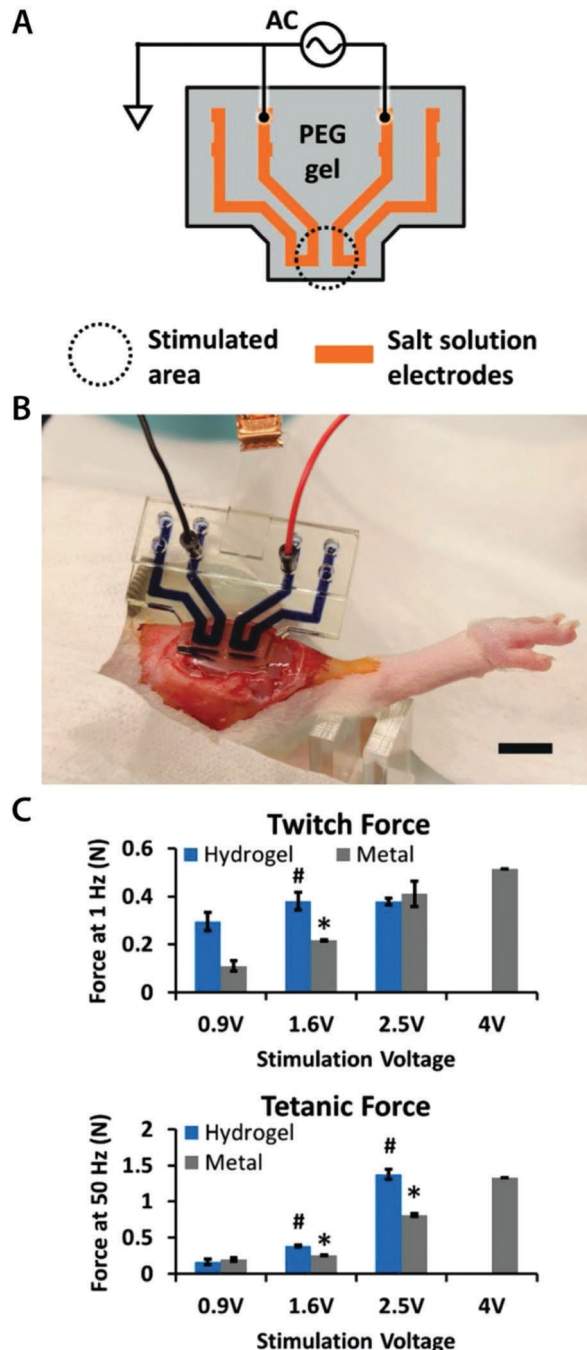 A
AC
PEG
gel
Stimulated
area
Salt solution
electrodes
B
C
Twitch Force
Hydrogel
Metal
Force at 1 Hz (N)
0.6
0.4
0.2
0
#
*
0.9V
1.6V
2.5V
4V
Stimulation Voltage
Tetanic Force
Hydrogel
Metal
Force at 50 Hz (N)
2
1.5
1
0.5
0
#
*
#
*
0.9V
1.6V
2.5V
4V
Stimulation Voltage